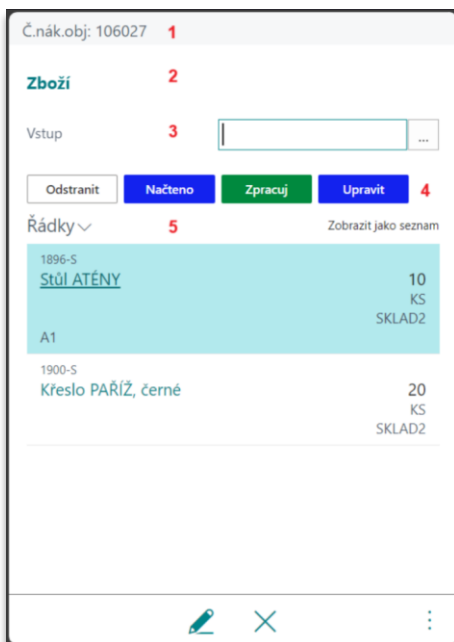 Č.nák.obj: 106027 1
Zboží 2
Vstup 3 ...
Odstranit Načteno Zpracuj Upravit 4
Řádky 5 Zobrazit jako seznam
1896-S
Stůl ATÉNY 10
KS
SKLAD2
A1
1900-S
Křeslo PAŘÍŽ, černé 20
KS
SKLAD2